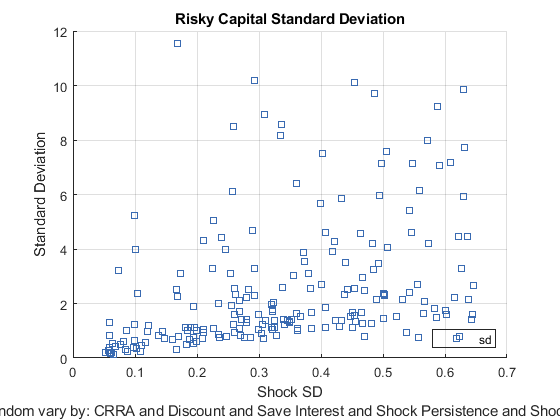 Risky Capital Standard Deviation
12
10
8
6
4
2
0
Standard Deviation
sd
0 0.1 0.2 0.3 0.4 0.5 0.6 0.7
Shock SD
vary by: CRRA and Discount and Save Interest and Shock Persistence and